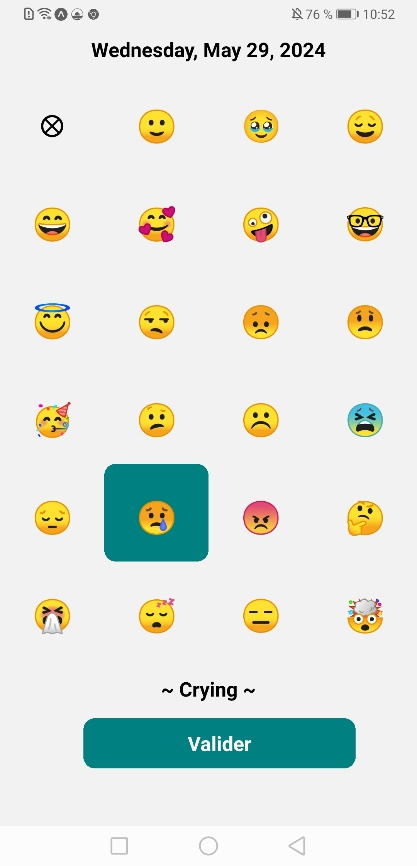 76 % 10:52
Wednesday, May 29, 2024
~ Crying ~
Valider